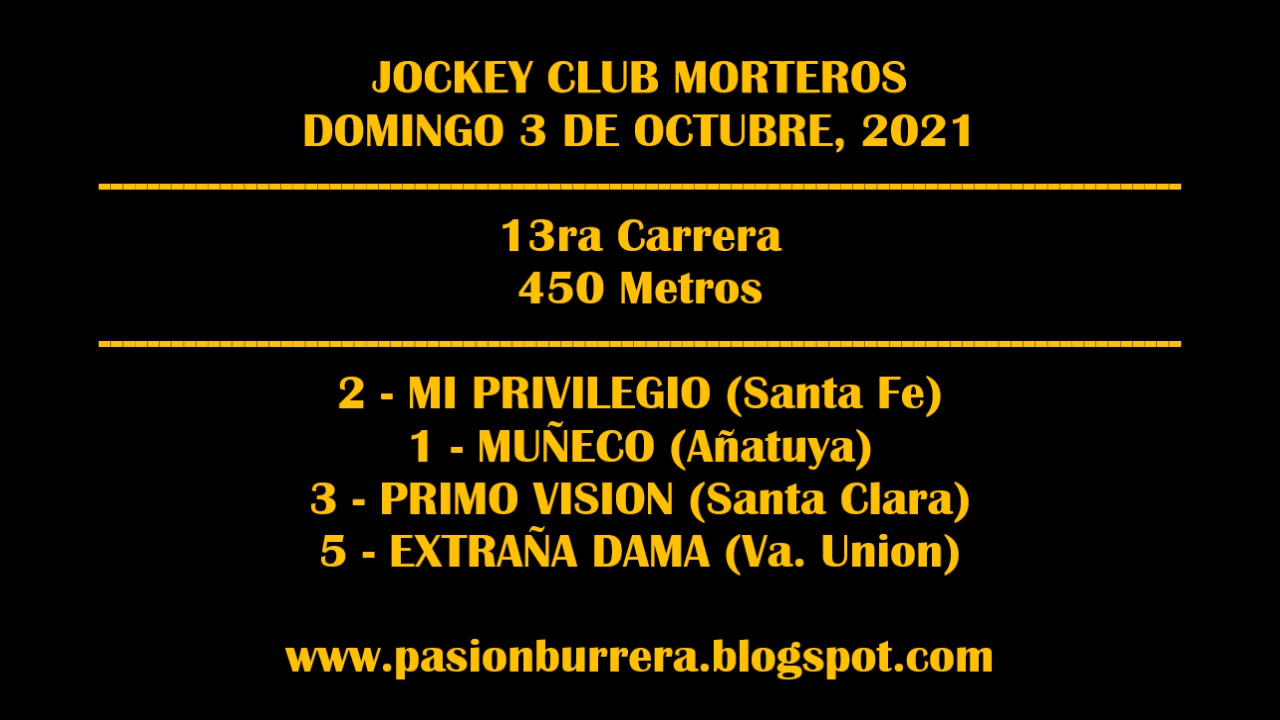 JOCKEY CLUB MORTEROS
DOMINGO 3 DE OCTUBRE, 2021
13ra Carrera
450 Metros
2 - MI PRIVILEGIO (Santa Fe)
1 - MUÑECO (Añatuya)
3 - PRIMO VISION (Santa Clara)
5 - EXTRAÑA DAMA (Va. Union)
www.pasionburrera.blogspot.com